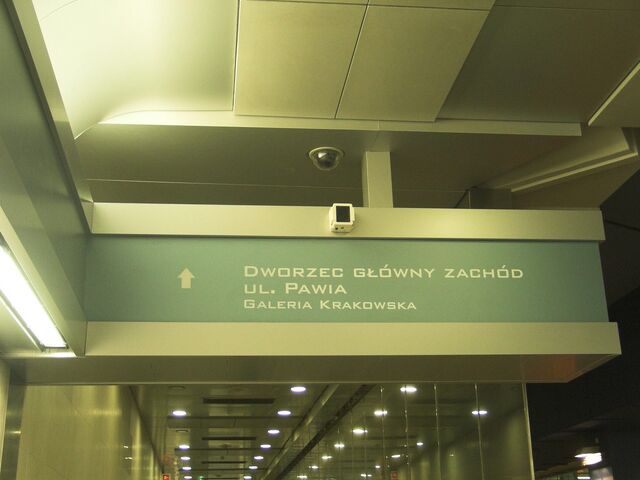 Dworzec Główny Zachód
ul. Pawia
Galeria Krakowska